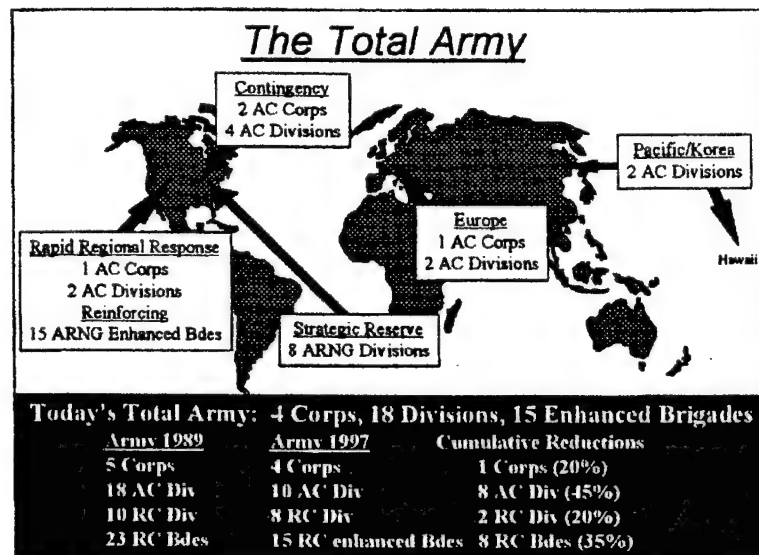 The Total Army
Contingency
2 AC Corps
4 AC Divisions
Pacific/Korea
2 AC Divisions
Hawaii
Europe
1 AC Corps
2 AC Divisions
Rapid Regional Response
1 AC Corps
2 AC Divisions
Reinforcing
15 ARNG Enhanced Bdes
Strategic Reserve
8 ARNG Divisions
Today's Total Army: 4 Corps, 18 Divisions, 15 Enhanced Brigades
Army 1989 Army 1997 Cumulative Reductions
5 Corps 4 Corps 1 Corps (20%)
18 AC Div 10 AC Div 8 AC Div (45%)
10 RC Div 8 RC Div 2 RC Div (20%)
23 RC Bdes 15 RC enhanced Bdes 8 RC Bdes (35%)